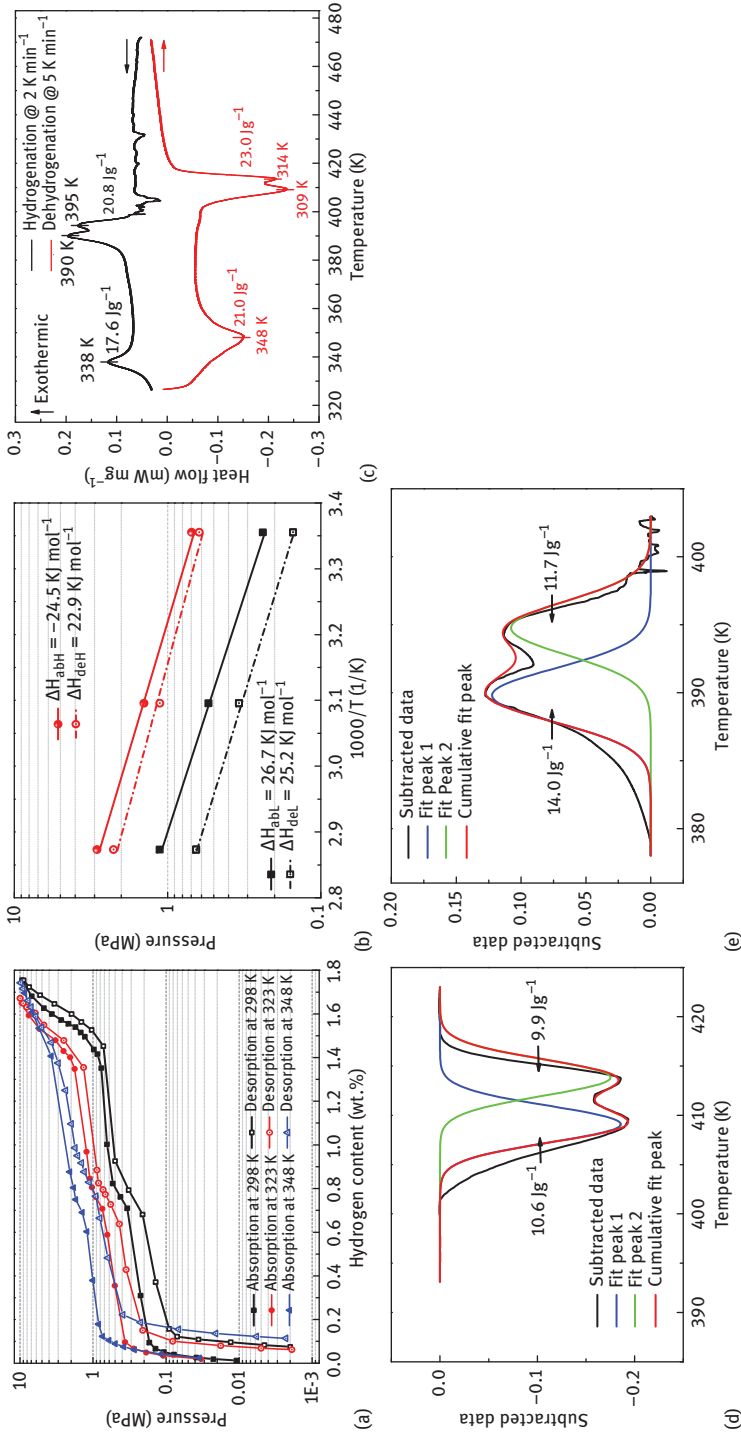 10
1
0.1
0.01
1E-3
Pressure (MPa)
0.0 0.2 0.4 0.6 0.8 1.0 1.2 1.4 1.6 1.8
Hydrogen content (wt.%)
Absorption at 298 K Desorption at 298 K
Absorption at 323 K Desorption at 323 K
Absorption at 348 K Desorption at 348 K
(a)
10
1
0.1
Pressure (MPa)
2.8 2.9 3.0 3.1 3.2 3.3 3.4
1000/T (1/K)
ΔHabH = −24.5 KJ mol−1
ΔHdeH = 22.9 KJ mol−1
ΔHabL = 26.7 KJ mol−1
ΔHdeL = 25.2 KJ mol−1
(b)
0.3
0.2
0.1
0.0
−0.1
−0.2
−0.3
Heat flow (mW mg−1)
320 340 360 380 400 420 440 460 480
Temperature (K)
Exothermic
Hydrogenation @ 2 K min−1
Dehydrogenation @ 5 K min−1
338 K
17.6 Jg−1
390 K
395 K
20.8 Jg−1
21.0 Jg−1
348 K
23.0 Jg−1
314 K
309 K
(c)
0.0
−0.1
−0.2
Subtracted data
390 400 410 420
Temperature (K)
Subtracted data
Fit peak 1
Fit peak 2
Cumulative fit peak
10.6 Jg−1
9.9 Jg−1
(d)
0.20
0.15
0.10
0.05
0.00
Subtracted data
380 390 400
Temperature (K)
Subtracted data
Fit peak 1
Fit Peak 2
Cumulative fit peak
14.0 Jg−1
11.7 Jg−1
(e)